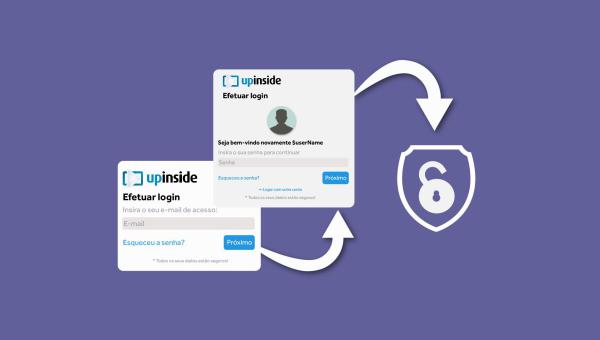 upinside
Efetuar login
Seja bem-vindo novamente $userName
Insira o sua senha para continuar
Senha
Esqueceu a senha?
Próximo
+ Logar com outra conta
* Todos os seus dados estão seguros!
upinside
Efetuar login
Insira o seu e-mail de acesso:
E-mail
Esqueceu a senha?
Próximo
* Todos os seus dados estão seguros!